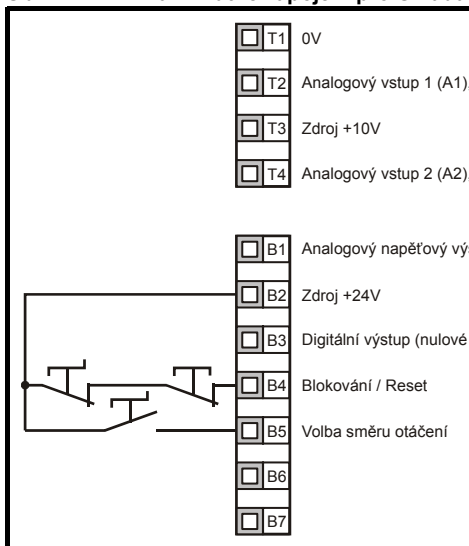 T1 0V
T2 Analogový vstup 1 (A1),
T3 Zdroj +10V
T4 Analogový vstup 2 (A2),
B1 Analogový napěťový vý
B2 Zdroj +24V
B3 Digitální výstup (nulové
B4 Blokování / Reset
B5 Volba směru otáčení
B6
B7